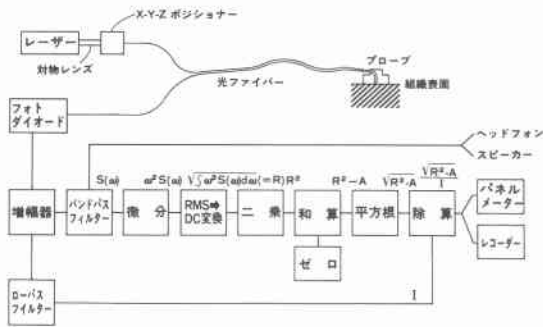 X-Y-Z ポジショナー
レーザー
対物レンズ
光ファイバー
プローブ
組織表面
フォト
ダイオード
ヘッドフォン
スピーカー
S(ω)
ω²S(ω)
√∫ω²S(ω)dω(=R)
R²
R²−A
√R²-A
√R²-A
I
増幅器
バンドパス
フィルター
微分
RMS⇒
DC変換
二乗
和算
平方根
除算
パネル
メーター
レコーダー
ゼロ
ローパス
フイルター
I